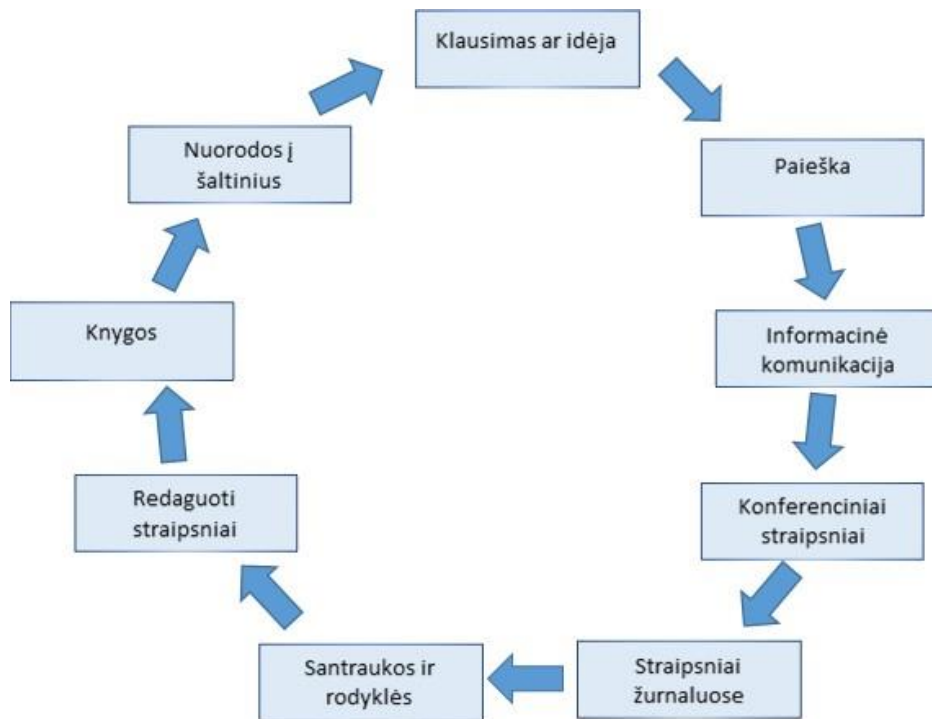 Klausimas ar idėja
Paieška
Informacinė
komunikacija
Konferenciniai
straipsniai
Straipsniai
žurnaluose
Santraukos ir
rodyklės
Redaguoti
straipsniai
Knygos
Nuorodos į
šaltinius